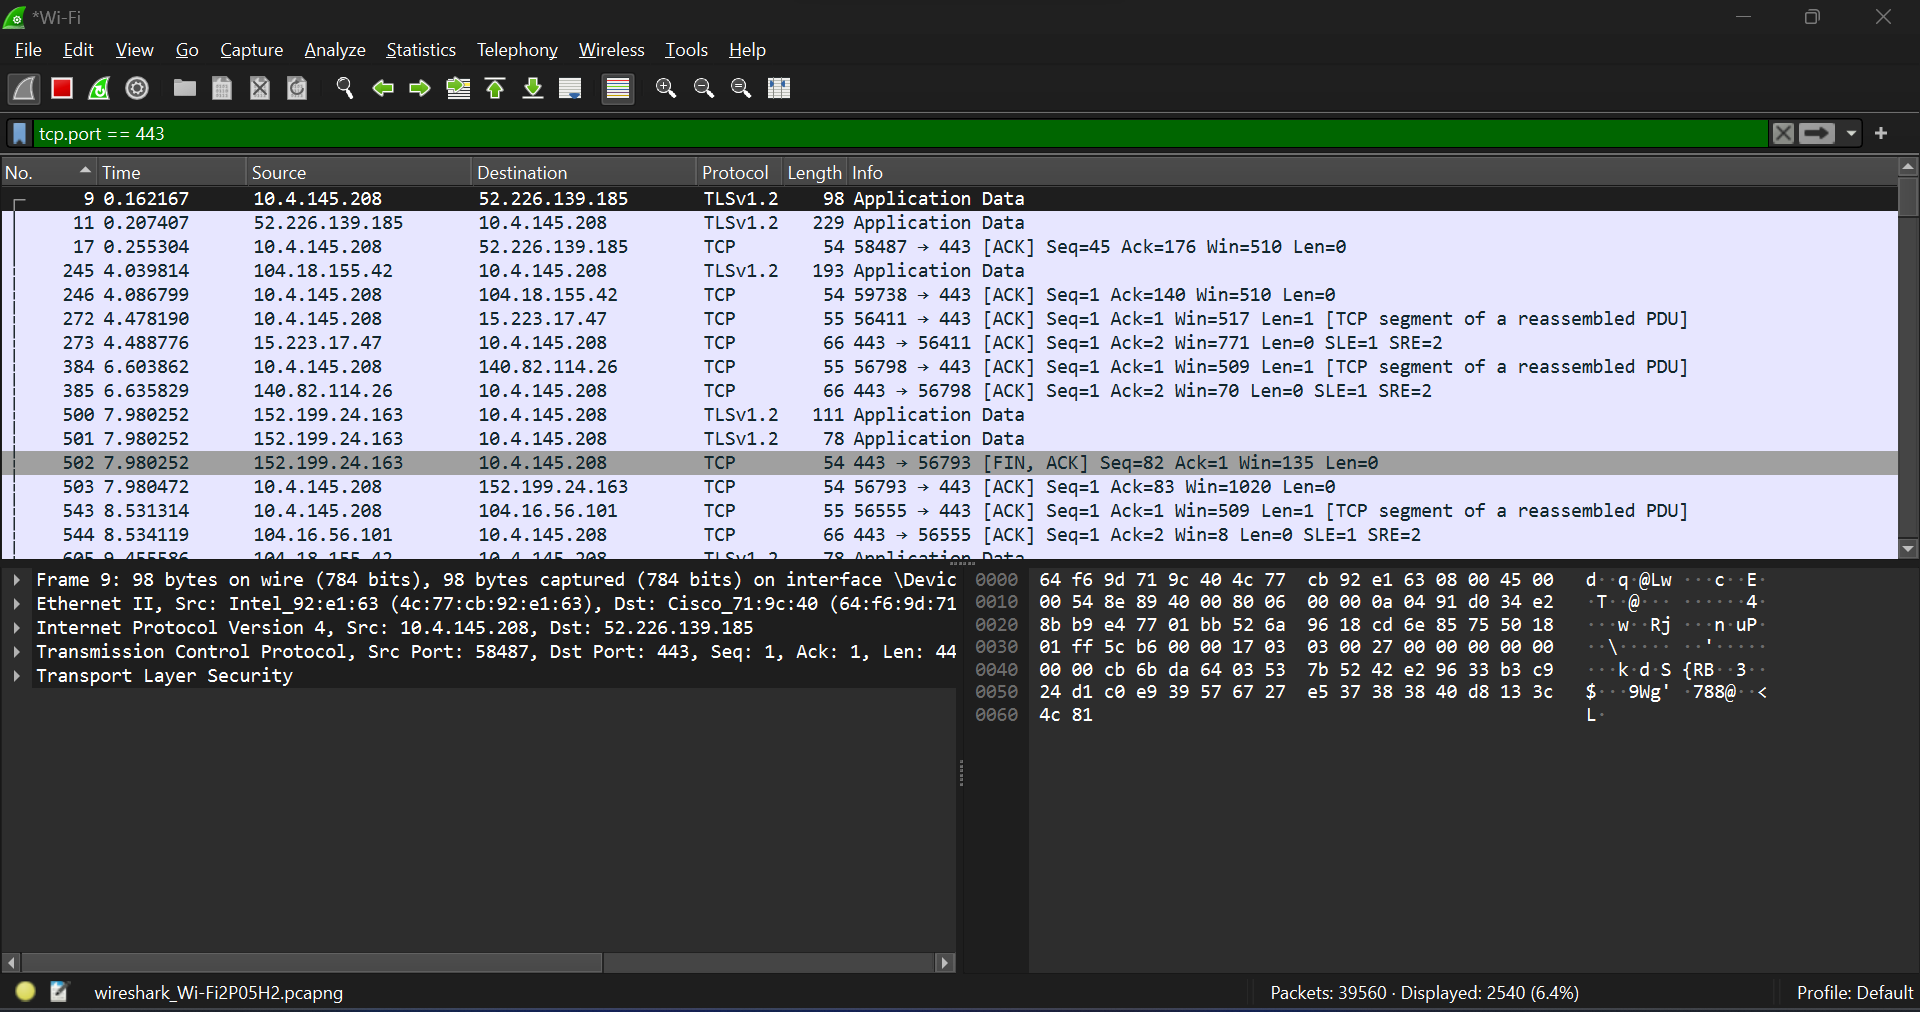 *Wi-Fi
File Edit View Go Capture Analyze Statistics Telephony Wireless Tools Help
tcp.port == 443
No. Time Source Destination Protocol Length Info
9 0.162167 10.4.145.208 52.226.139.185 TLSv1.2 98 Application Data
11 0.207407 52.226.139.185 10.4.145.208 TLSv1.2 229 Application Data
17 0.255304 10.4.145.208 52.226.139.185 TCP 54 58487 → 443 [ACK] Seq=45 Ack=176 Win=510 Len=0
245 4.039814 104.18.155.42 10.4.145.208 TLSv1.2 193 Application Data
246 4.086799 10.4.145.208 104.18.155.42 TCP 54 59738 → 443 [ACK] Seq=1 Ack=140 Win=510 Len=0
272 4.478190 10.4.145.208 15.223.17.47 TCP 55 56411 → 443 [ACK] Seq=1 Ack=1 Win=517 Len=1 [TCP segment of a reassembled PDU]
273 4.488776 15.223.17.47 10.4.145.208 TCP 66 443 → 56411 [ACK] Seq=1 Ack=2 Win=771 Len=0 SLE=1 SRE=2
384 6.603862 10.4.145.208 140.82.114.26 TCP 55 56798 → 443 [ACK] Seq=1 Ack=1 Win=509 Len=1 [TCP segment of a reassembled PDU]
385 6.635829 140.82.114.26 10.4.145.208 TCP 66 443 → 56798 [ACK] Seq=1 Ack=2 Win=70 Len=0 SLE=1 SRE=2
500 7.980252 152.199.24.163 10.4.145.208 TLSv1.2 111 Application Data
501 7.980252 152.199.24.163 10.4.145.208 TLSv1.2 78 Application Data
502 7.980252 152.199.24.163 10.4.145.208 TCP 54 443 → 56793 [FIN, ACK] Seq=82 Ack=1 Win=135 Len=0
503 7.980472 10.4.145.208 152.199.24.163 TCP 54 56793 → 443 [ACK] Seq=1 Ack=83 Win=1020 Len=0
543 8.531314 10.4.145.208 104.16.56.101 TCP 55 56555 → 443 [ACK] Seq=1 Ack=1 Win=509 Len=1 [TCP segment of a reassembled PDU]
544 8.534119 104.16.56.101 10.4.145.208 TCP 66 443 → 56555 [ACK] Seq=1 Ack=2 Win=8 Len=0 SLE=1 SRE=2
605 9.455586 104.18.155.42 10.4.145.208 TLSv1.2 78 Application Data
Frame 9: 98 bytes on wire (784 bits), 98 bytes captured (784 bits) on interface \Devic
Ethernet II, Src: Intel_92:e1:63 (4c:77:cb:92:e1:63), Dst: Cisco_71:9c:40 (64:f6:9d:71
Internet Protocol Version 4, Src: 10.4.145.208, Dst: 52.226.139.185
Transmission Control Protocol, Src Port: 58487, Dst Port: 443, Seq: 1, Ack: 1, Len: 44
Transport Layer Security
0000 64 f6 9d 71 9c 40 4c 77 cb 92 e1 63 08 00 45 00 d··q·@Lw ···c··E·
0010 00 54 8e 89 40 00 80 06 00 00 0a 04 91 d0 34 e2 ·T··@··· ······4·
0020 8b b9 e4 77 01 bb 52 6a 96 18 cd 6e 85 75 50 18 ···w··Rj ···n·uP·
0030 01 ff 5c b6 00 00 17 03 03 00 27 00 00 00 00 00 ··\····· ··'·····
0040 00 00 cb 6b da 64 03 53 7b 52 42 e2 96 33 b3 c9 ···k·d·S {RB··3··
0050 24 d1 c0 e9 39 57 67 27 e5 37 38 38 40 d8 13 3c $···9Wg' ·788@··<
0060 4c 81 L·
wireshark_Wi-Fi2P05H2.pcapng
Packets: 39560 · Displayed: 2540 (6.4%)
Profile: Default